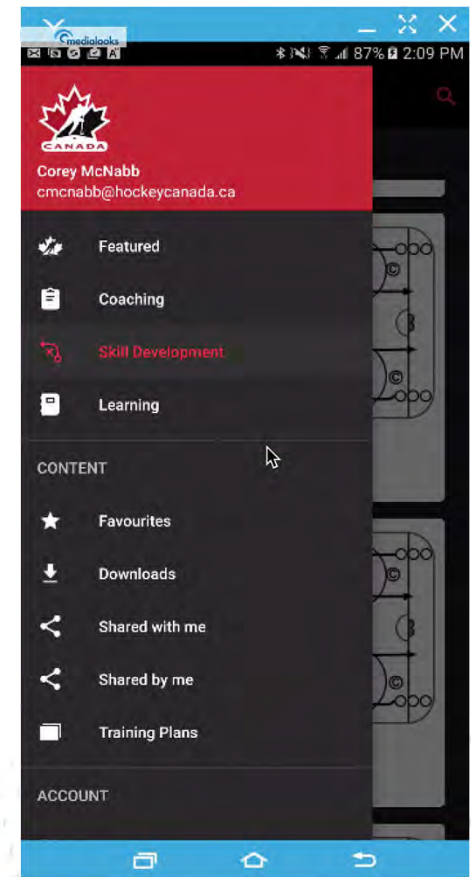 medialooks
87% 2:09 PM
CANADA
Corey McNabb
cmcnabb@hockeycanada.ca
Featured
Coaching
Skill Development
Learning
CONTENT
Favourites
Downloads
Shared with me
Shared by me
Training Plans
ACCOUNT
C
C
C
C